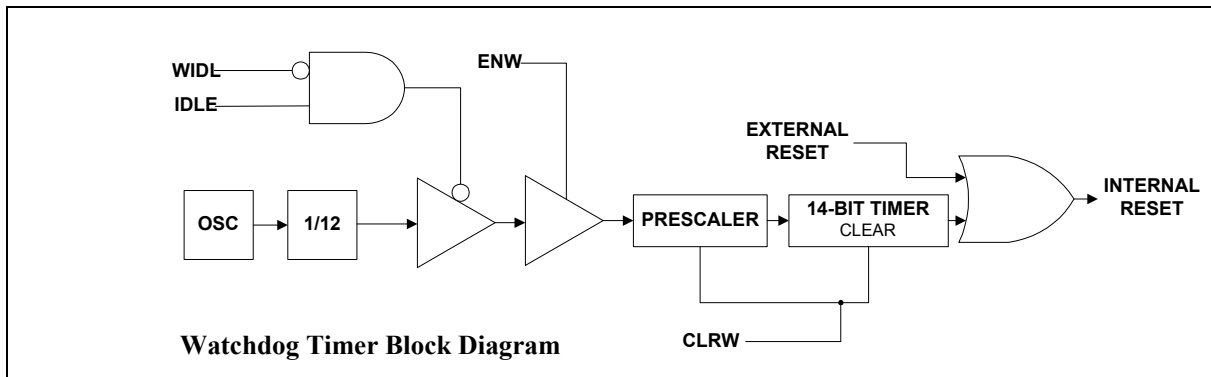 WIDL
IDLE
ENW
EXTERNAL
RESET
INTERNAL
RESET
OSC
1/12
PRESCALER
14-BIT TIMER
CLEAR
CLRW
Watchdog Timer Block Diagram